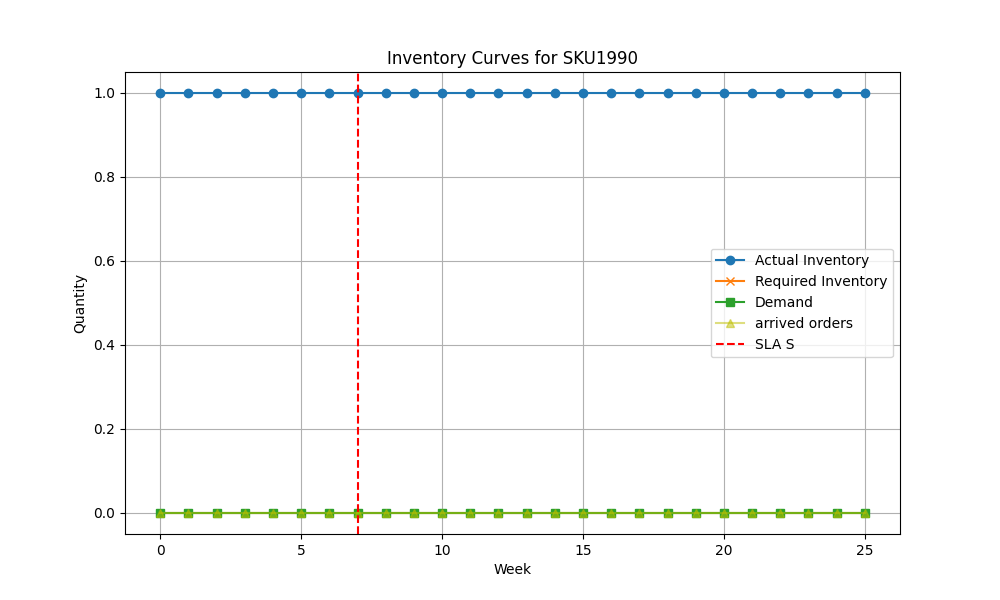 Inventory Curves for SKU1990
1.0
0.8
0.6
0.4
0.2
0.0
Quantity
Actual Inventory
Required Inventory
Demand
arrived orders
SLA S
0 5 10 15 20 25
Week